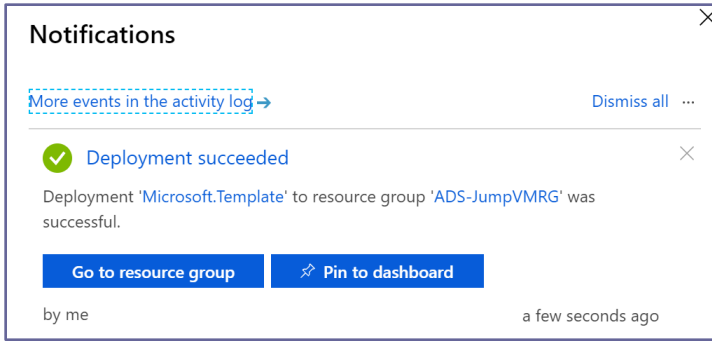 Notifications
More events in the activity log →
Dismiss all ...
Deployment succeeded
Deployment 'Microsoft.Template' to resource group 'ADS-JumpVMRG' was
successful.
Go to resource group
Pin to dashboard
by me
a few seconds ago